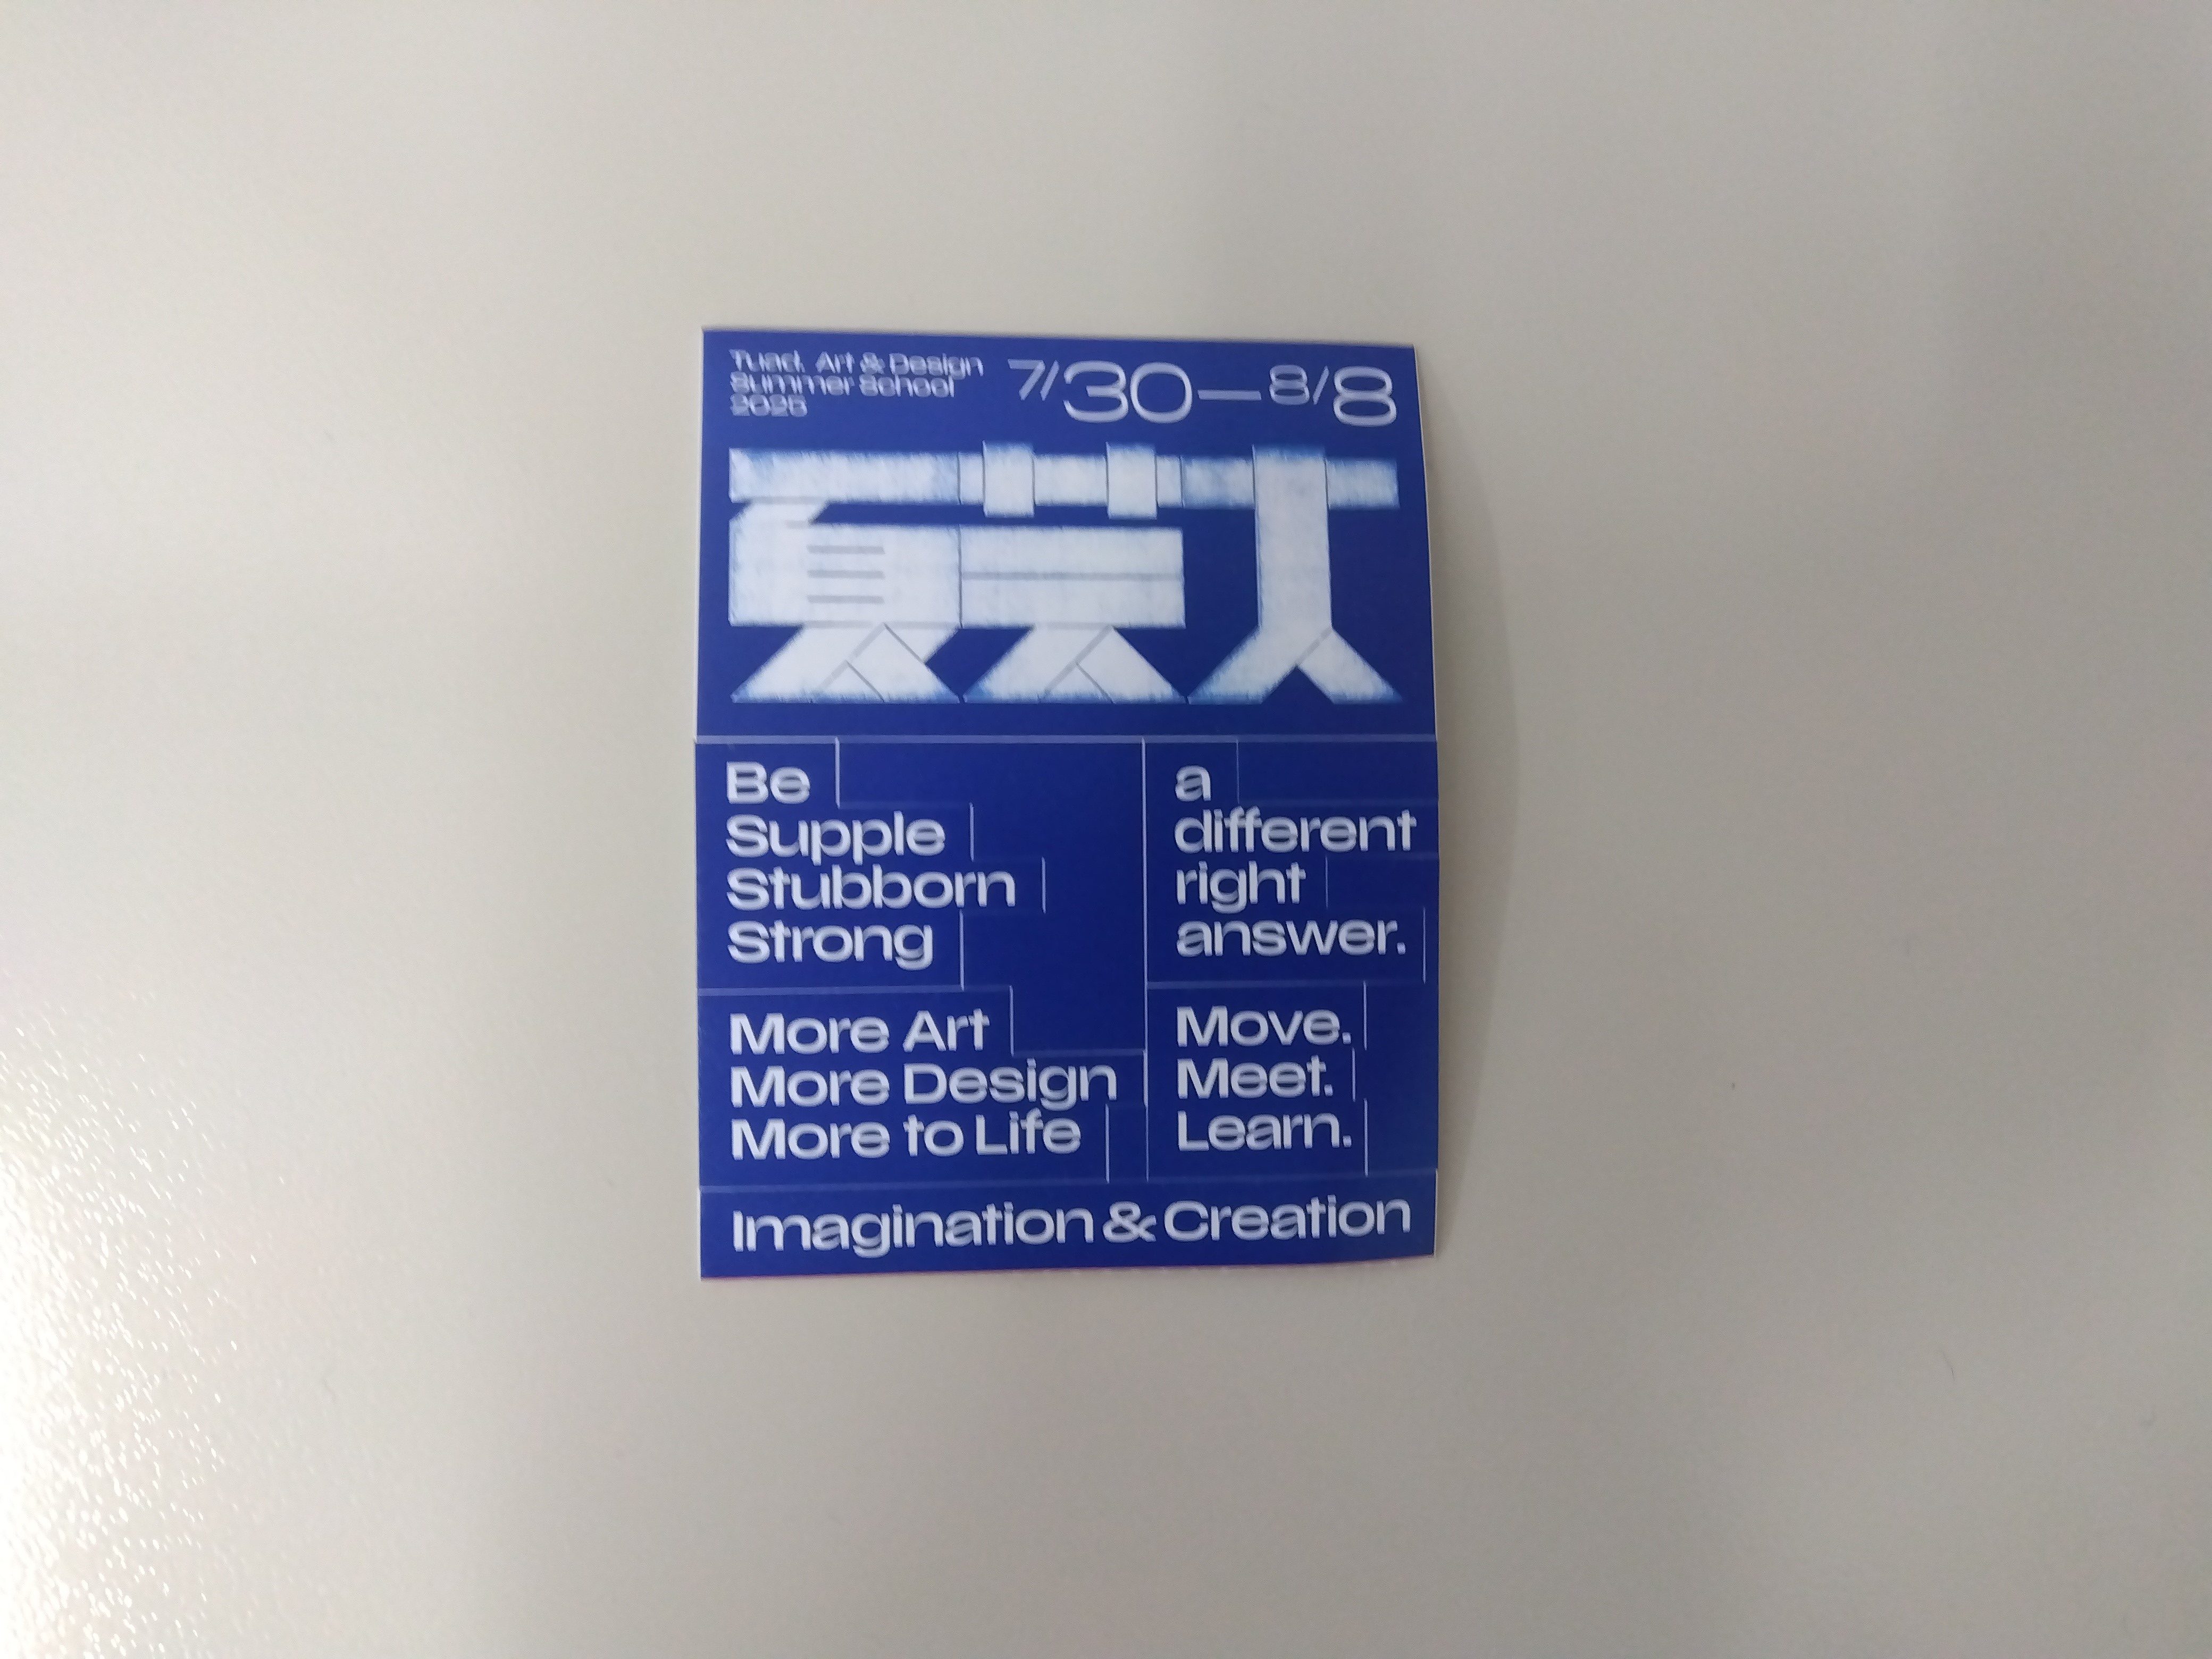 Tuad. Art & Design
Summer School
2025
7/30—8/8
夏芸大
Be
Supple
Stubborn
Strong
a
different
right
answer.
More Art
More Design
More to Life
Move.
Meet.
Learn.
Imagination & Creation